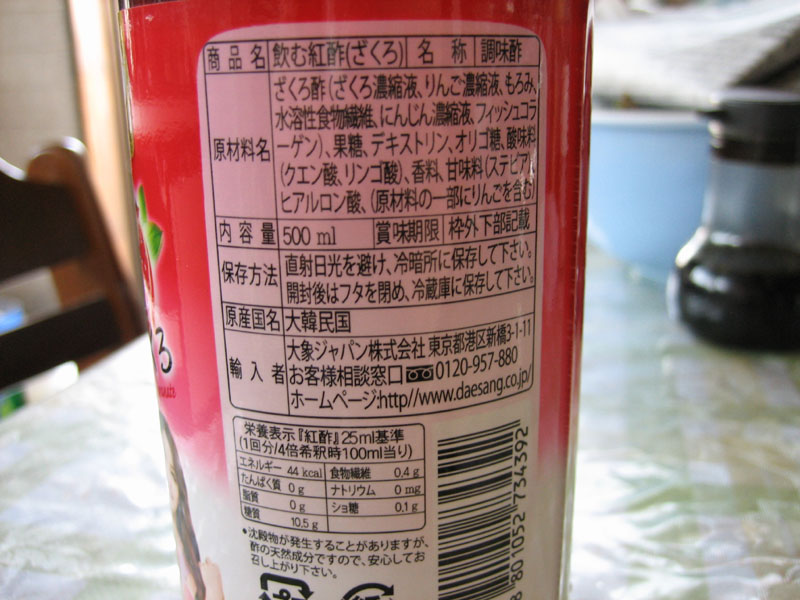 商品名 飲む紅酢(ざくろ) 名称 調味酢
原材料名
ざくろ酢(ざくろ濃縮液、りんご濃縮液、もろみ、
水溶性食物繊維、にんじん濃縮液、フィッシュコラ
ーゲン)、果糖、デキストリン、オリゴ糖、酸味料
(クエン酸、リンゴ酸)、香料、甘味料(ステビア)
ヒアルロン酸、(原材料の一部にりんごを含む)
内容量 500 ml 賞味期限 枠外下部記載
保存方法
直射日光を避け、冷暗所に保存して下さい。
開封後はフタを閉め、冷蔵庫に保存して下さい。
原産国名 大韓民国
輸入者
大象ジャパン株式会社 東京都港区新橋3-1-11
お客様相談窓口 0120-957-880
ホームページ:http//www.daesang.co.jp/
栄養表示『紅酢』25ml基準
(1回分/4倍希釈時100ml当り)
エネルギー 44 kcal 食物繊維 0.4 g
たんぱく質 0 g ナトリウム 0 mg
脂質 0 g ショ糖 0.1 g
糖質 10.5 g
•沈殿物が発生することがありますが、
酢の天然成分ですので、安心してお
召し上がり下さい。
8 801052 734392
ろ